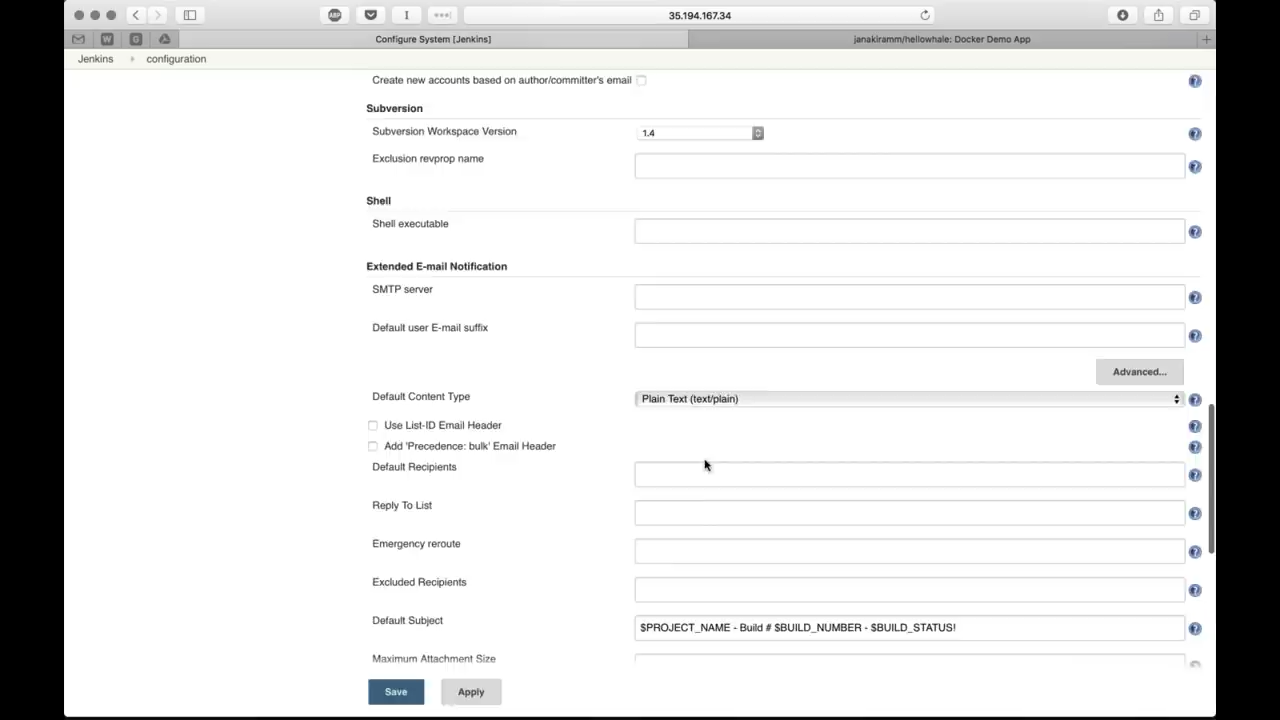 ABP
35.194.167.34
W
G
Configure System [Jenkins]
janakiramm/hellowhale: Docker Demo App
Jenkins
configuration
Create new accounts based on author/committer's email
Subversion
Subversion Workspace Version
1.4
Exclusion revprop name
Shell
Shell executable
Extended E-mail Notification
SMTP server
Default user E-mail suffix
Advanced...
Default Content Type
Plain Text (text/plain)
Use List-ID Email Header
Add 'Precedence: bulk' Email Header
Default Recipients
Reply To List
Emergency reroute
Excluded Recipients
Default Subject
$PROJECT_NAME - Build # $BUILD_NUMBER - $BUILD_STATUS!
Maximum Attachment Size
Save
Apply